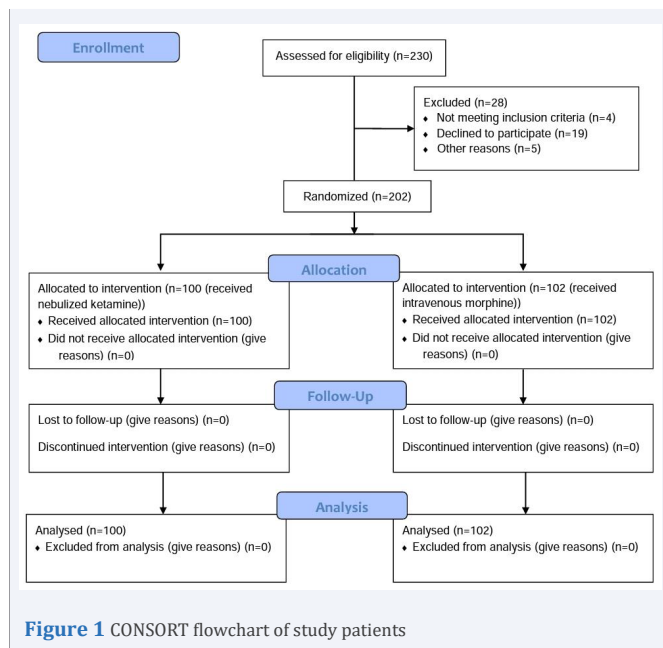 Enrollment
Assessed for eligibility (n=230)
Excluded (n=28)
♦ Not meeting inclusion criteria (n=4)
♦ Declined to participate (n=19)
♦ Other reasons (n=5)
Randomized (n=202)
Allocation
Allocated to intervention (n=100 (received
nebulized ketamine))
♦ Received allocated intervention (n=100)
♦ Did not receive allocated intervention (give
reasons) (n=0)
Allocated to intervention (n=102 (received
intravenous morphine))
♦ Received allocated intervention (n=102)
♦ Did not receive allocated intervention (give
reasons) (n=0)
Follow-Up
Lost to follow-up (give reasons) (n=0)
Discontinued intervention (give reasons) (n=0)
Lost to follow-up (give reasons) (n=0)
Discontinued intervention (give reasons) (n=0)
Analysis
Analysed (n=100)
♦ Excluded from analysis (give reasons) (n=0)
Analysed (n=102)
♦ Excluded from analysis (give reasons) (n=0)
Figure 1 CONSORT flowchart of study patients